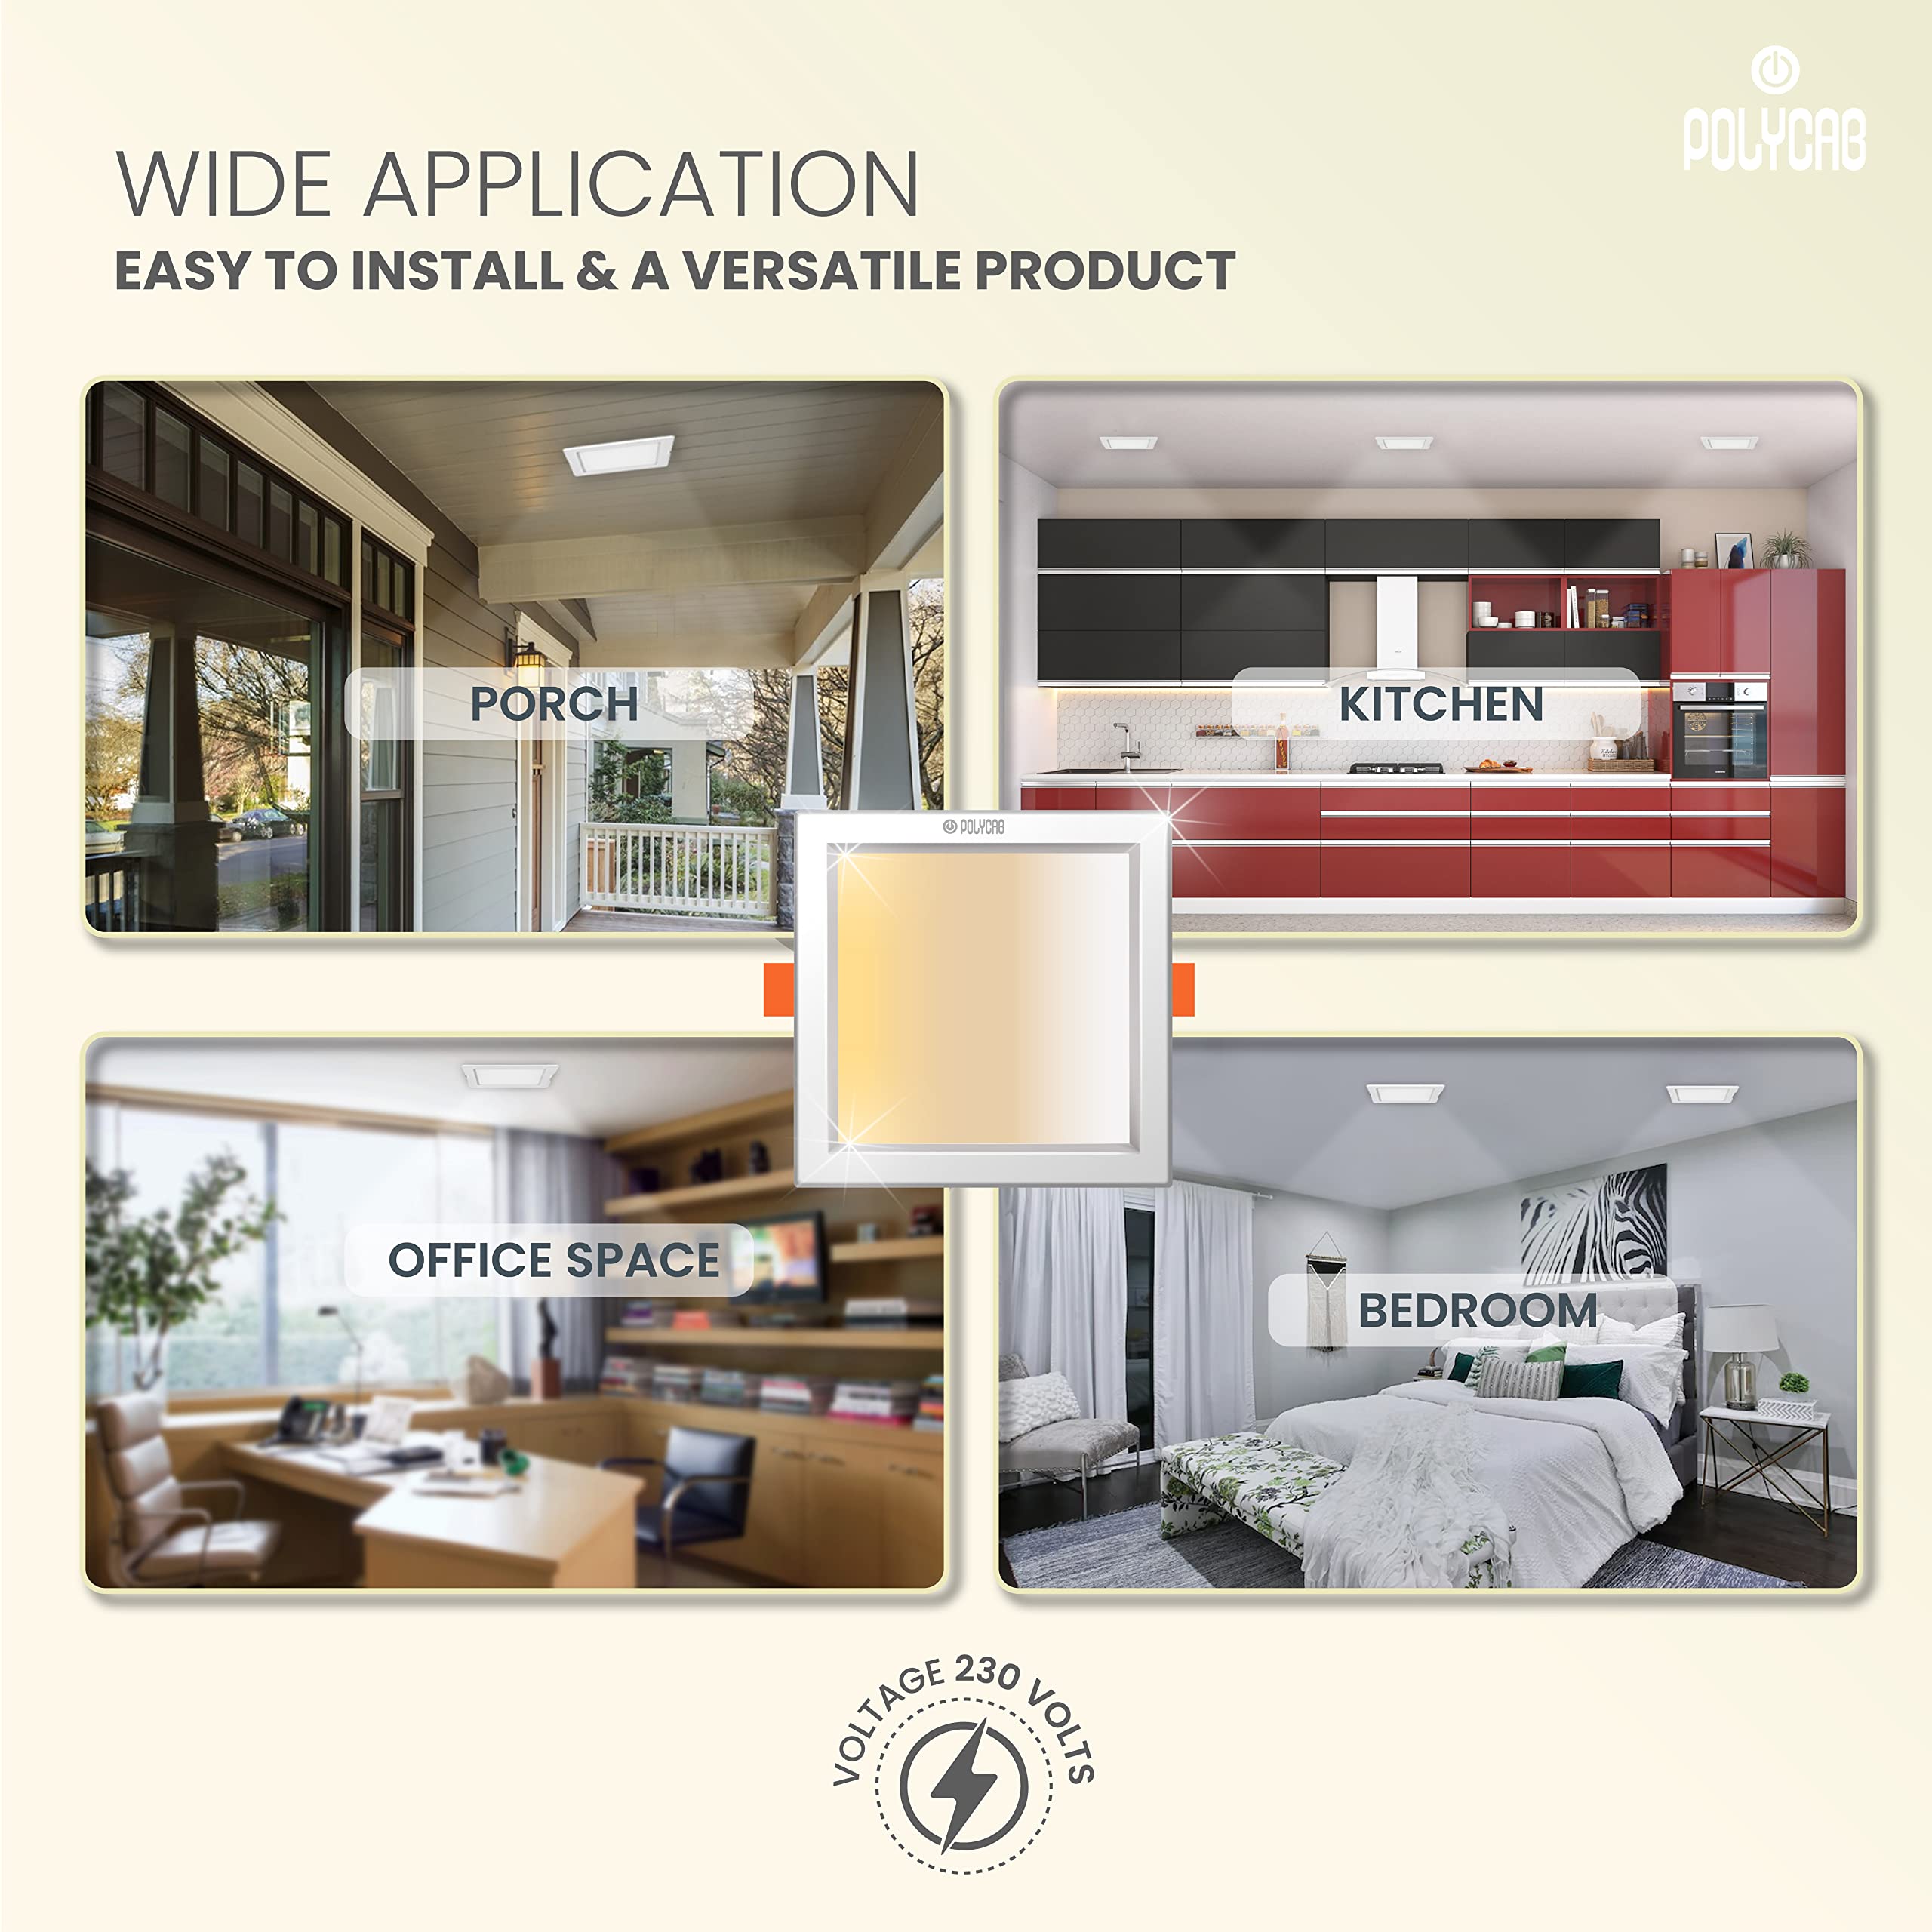 POLYCAB
WIDE APPLICATION
EASY TO INSTALL & A VERSATILE PRODUCT
PORCH
KITCHEN
POLYCAB
OFFICE SPACE
BEDROOM
VOLTAGE 230 VOLTS